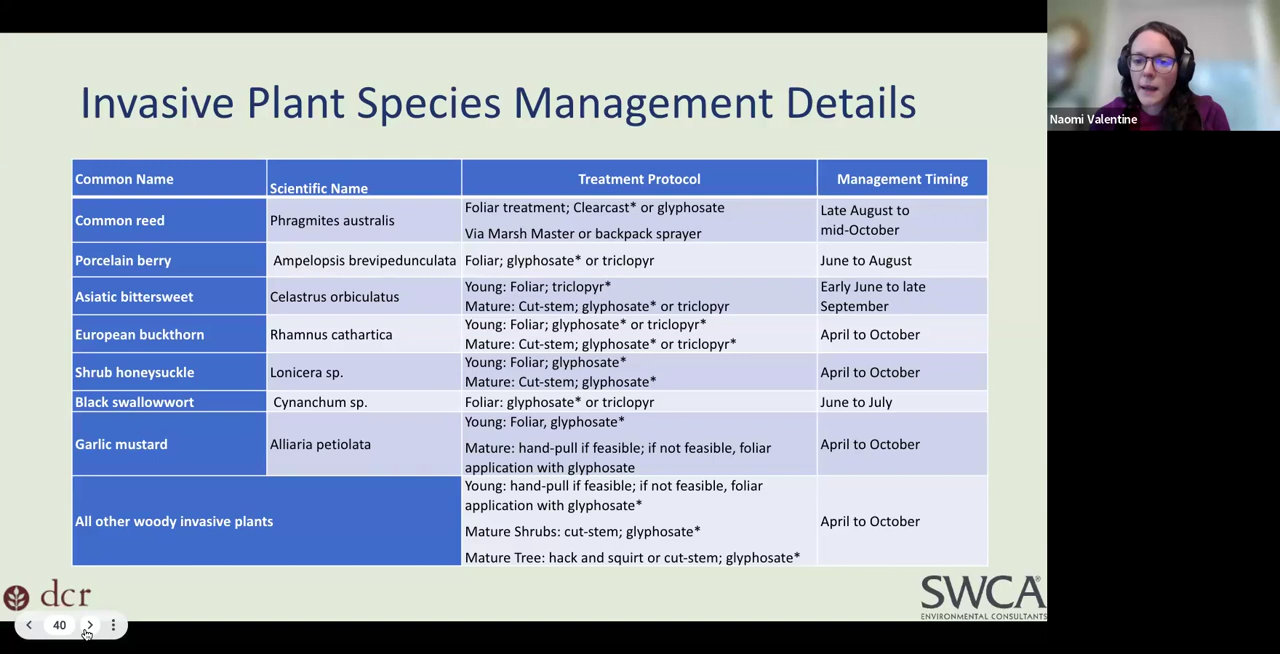 Invasive Plant Species Management Details
Naomi Valentine
Common Name
Scientific Name
Treatment Protocol
Management Timing
Common reed
Phragmites australis
Foliar treatment; Clearcast* or glyphosate
Via Marsh Master or backpack sprayer
Late August to
mid-October
Porcelain berry
Ampelopsis brevipedunculata
Foliar; glyphosate* or triclopyr
June to August
Asiatic bittersweet
Celastrus orbiculatus
Young: Foliar; triclopyr*
Mature: Cut-stem; glyphosate* or triclopyr
Early June to late
September
European buckthorn
Rhamnus cathartica
Young: Foliar; glyphosate* or triclopyr*
Mature: Cut-stem; glyphosate* or triclopyr*
April to October
Shrub honeysuckle
Lonicera sp.
Young: Foliar; glyphosate*
Mature: Cut-stem; glyphosate*
April to October
Black swallowwort
Cynanchum sp.
Foliar: glyphosate* or triclopyr
June to July
Garlic mustard
Alliaria petiolata
Young: Foliar, glyphosate*
Mature: hand-pull if feasible; if not feasible, foliar
application with glyphosate
April to October
All other woody invasive plants
Young: hand-pull if feasible; if not feasible, foliar
application with glyphosate*
Mature Shrubs: cut-stem; glyphosate*
Mature Tree: hack and squirt or cut-stem; glyphosate*
April to October
dcr
SWCA®
ENVIRONMENTAL CONSULTANTS
40